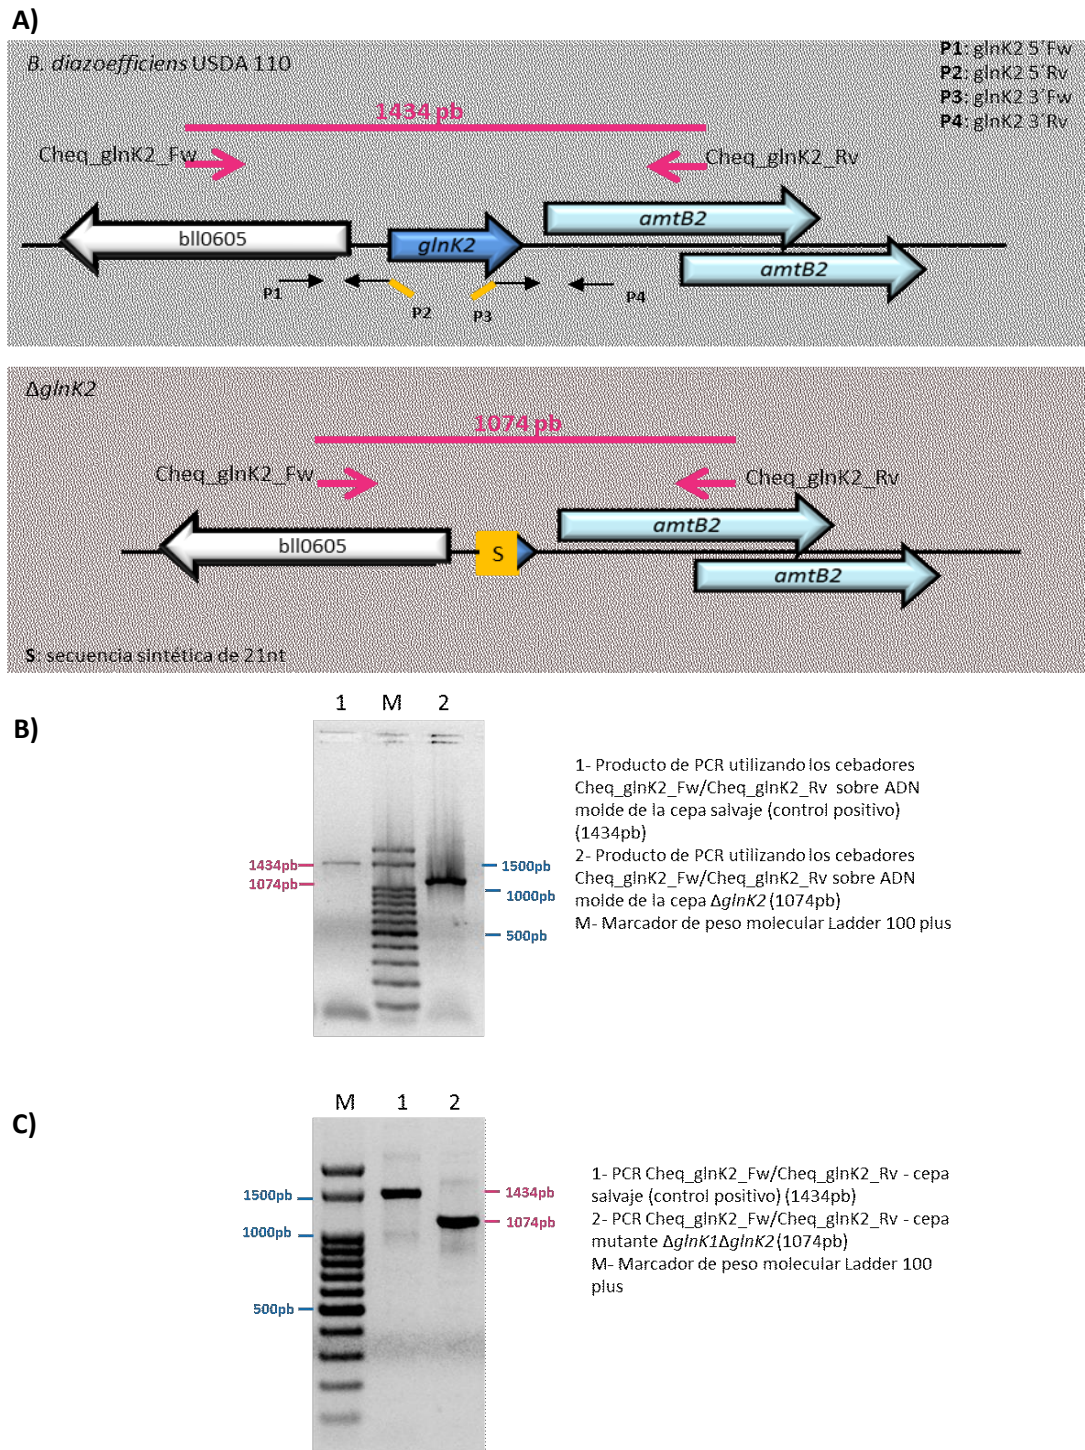 A)
B. diazoefficiens USDA 110
P1: glnK2 5´Fw
P2: glnK2 5´Rv
P3: glnK2 3´Fw
P4: glnK2 3´Rv
1434 pb
Cheq_glnK2_Fw
Cheq_glnK2_Rv
amtB2
bll0605
glnK2
amtB2
P1
P2
P3
P4
ΔglnK2
1074 pb
Cheq_glnK2_Fw
Cheq_glnK2_Rv
amtB2
bll0605
S
amtB2
S: secuencia sintética de 21nt
B)
1 M 2
1434pb
1074pb
1500pb
1000pb
500pb
1- Producto de PCR utilizando los cebadores
Cheq_glnK2_Fw/Cheq_glnK2_Rv sobre ADN
molde de la cepa salvaje (control positivo)
(1434pb)
2- Producto de PCR utilizando los cebadores
Cheq_glnK2_Fw/Cheq_glnK2_Rv sobre ADN
molde de la cepa ΔglnK2 (1074pb)
M- Marcador de peso molecular Ladder 100 plus
C)
M 1 2
1500pb
1000pb
500pb
1434pb
1074pb
1- PCR Cheq_glnK2_Fw/Cheq_glnK2_Rv - cepa
salvaje (control positivo) (1434pb)
2- PCR Cheq_glnK2_Fw/Cheq_glnK2_Rv - cepa
mutante ΔglnK1ΔglnK2 (1074pb)
M- Marcador de peso molecular Ladder 100
plus